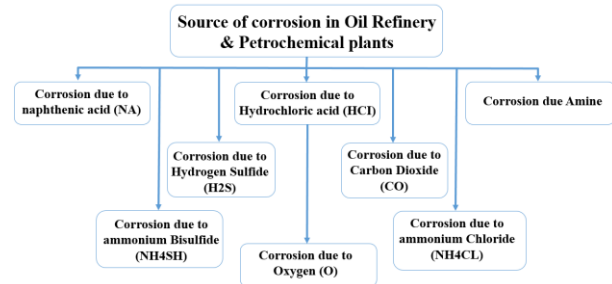 Source of corrosion in Oil Refinery
& Petrochemical plants
Corrosion due to
naphthenic acid (NA)
Corrosion due to
Hydrochloric acid (HCI)
Corrosion due Amine
Corrosion due to
Hydrogen Sulfide
(H2S)
Corrosion due to
Carbon Dioxide
(CO)
Corrosion due to
ammonium Bisulfide
(NH4SH)
Corrosion due to
Oxygen (O)
Corrosion due to
ammonium Chloride
(NH4CL)